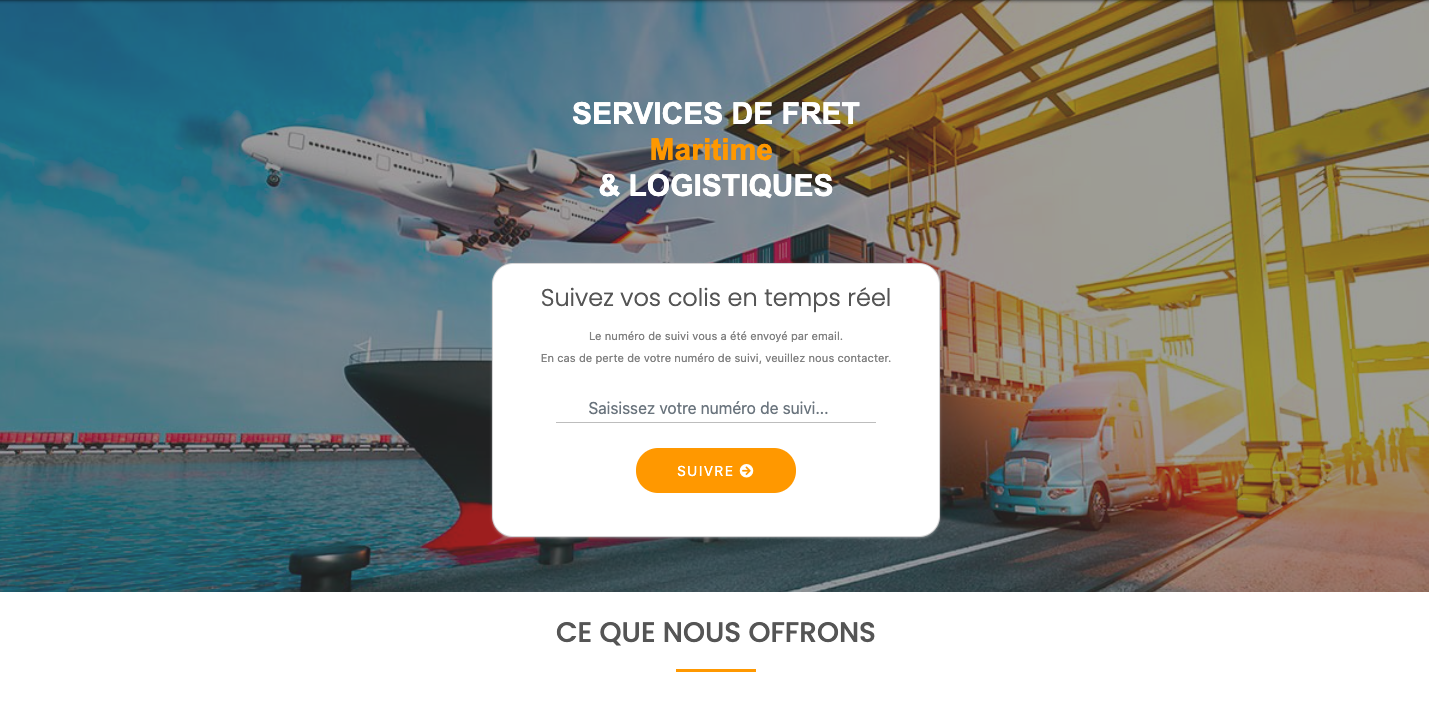 SERVICES DE FRET
Maritime
& LOGISTIQUES
Suivez vos colis en temps réel
Le numéro de suivi vous a été envoyé par email.
En cas de perte de votre numéro de suivi, veuillez nous contacter.
Saisissez votre numéro de suivi...
SUIVRE
CE QUE NOUS OFFRONS